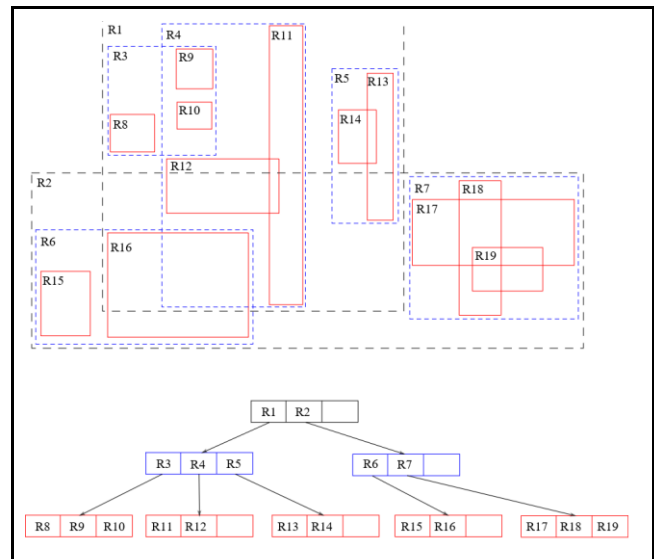 R1
R4
R11
R3
R9
R5
R13
R10
R14
R8
R12
R2
R7
R18
R17
R6
R16
R19
R15
R1 R2
R3 R4 R5
R6 R7
R8 R9 R10
R11 R12
R13 R14
R15 R16
R17 R18 R19